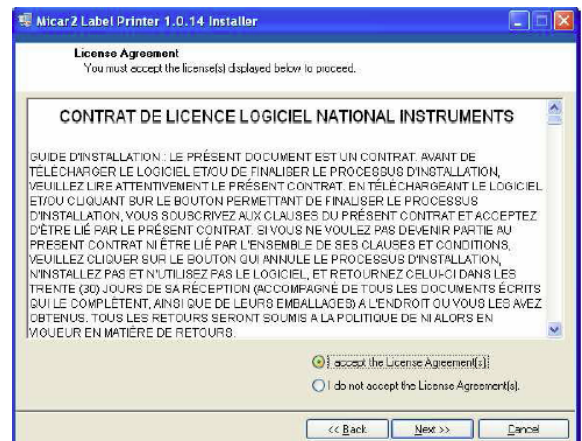 Micar2 Label Printer 1.0.14 Installer
License Agreement
You must accept the license(s) displayed below to proceed.
CONTRAT DE LICENCE LOGICIEL NATIONAL INSTRUMENTS
GUIDE D'INSTALLATION : LE PRÉSENT DOCUMENT EST UN CONTRAT. AVANT DE
TÉLÉCHARGER LE LOGICIEL ET/OU DE FINALISER LE PROCESSUS D'INSTALLATION,
VEUILLEZ LIRE ATTENTIVEMENT LE PRÉSENT CONTRAT. EN TÉLÉCHARGEANT LE LOGICIEL
ET/OU CLIQUANT SUR LE BOUTON PERMETTANT DE FINALISER LE PROCESSUS
D'INSTALLATION, VOUS SOUSCRIVEZ AUX CLAUSES DU PRÉSENT CONTRAT ET ACCEPTEZ
D'ÊTRE LIÉ PAR LE PRÉSENT CONTRAT. SI VOUS NE VOULEZ PAS DEVENIR PARTIE AU
PRESENT CONTRAT NI ÊTRE LIÉ PAR L'ENSEMBLE DE SES CLAUSES ET CONDITIONS,
VEUILLEZ CLIQUER SUR LE BOUTON QUI ANNULE LE PROCESSUS D'INSTALLATION,
N'INSTALLEZ PAS ET N'UTILISEZ PAS LE LOGICIEL, ET RETOURNEZ CELUI-CI DANS LES
TRENTE (30) JOURS DE SA RÉCEPTION (ACCOMPAGNÉ DE TOUS LES DOCUMENTS ÉCRITS
QUI LE COMPLÈTENT, AINSI QUE DE LEURS EMBALLAGES) A L'ENDROIT OU VOUS LES AVEZ
OBTENUS. TOUS LES RETOURS SERONT SOUMIS A LA POLITIQUE DE NI ALORS EN
VIGUEUR EN MATIÈRE DE RETOURS.
I accept the License Agreement(s).
I do not accept the License Agreement(s).
<< Back
Next >>
Cancel